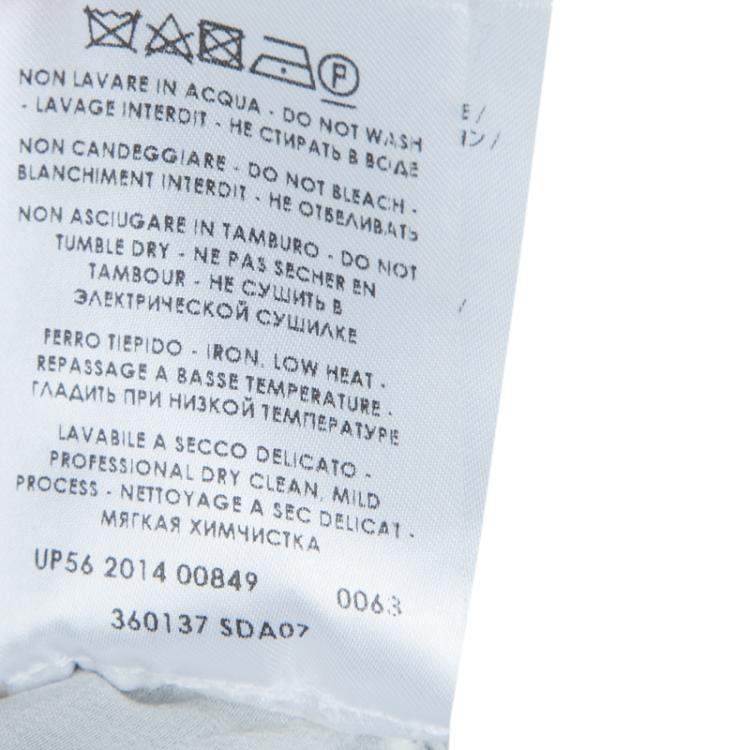 P
NON LAVARE IN ACQUA - DO NOT WASH
- LAVAGE INTERDIT - НЕ СТИРАТЬ В ВОДЕ
NON CANDEGGIARE - DO NOT BLEACH -
BLANCHIMENT INTERDIT - НЕ ОТБЕЛИВАТЬ
NON ASCIUGARE IN TAMBURO - DO NOT
TUMBLE DRY - NE PAS SECHER EN
TAMBOUR - НЕ СУШИТЬ В
ЭЛЕКТРИЧЕСКОЙ СУШИЛКЕ
FERRO TIEPIDO - IRON, LOW HEAT -
REPASSAGE A BASSE TEMPERATURE -
ГЛАДИТЬ ПРИ НИЗКОЙ ТЕМПЕРАТУРЕ
LAVABILE A SECCO DELICATO -
PROFESSIONAL DRY CLEAN, MILD
PROCESS - NETTOYAGE A SEC DELICAT -
МЯГКАЯ ХИМЧИСТКА
UP56 2014 00849 0063
360137 SDA07
E /